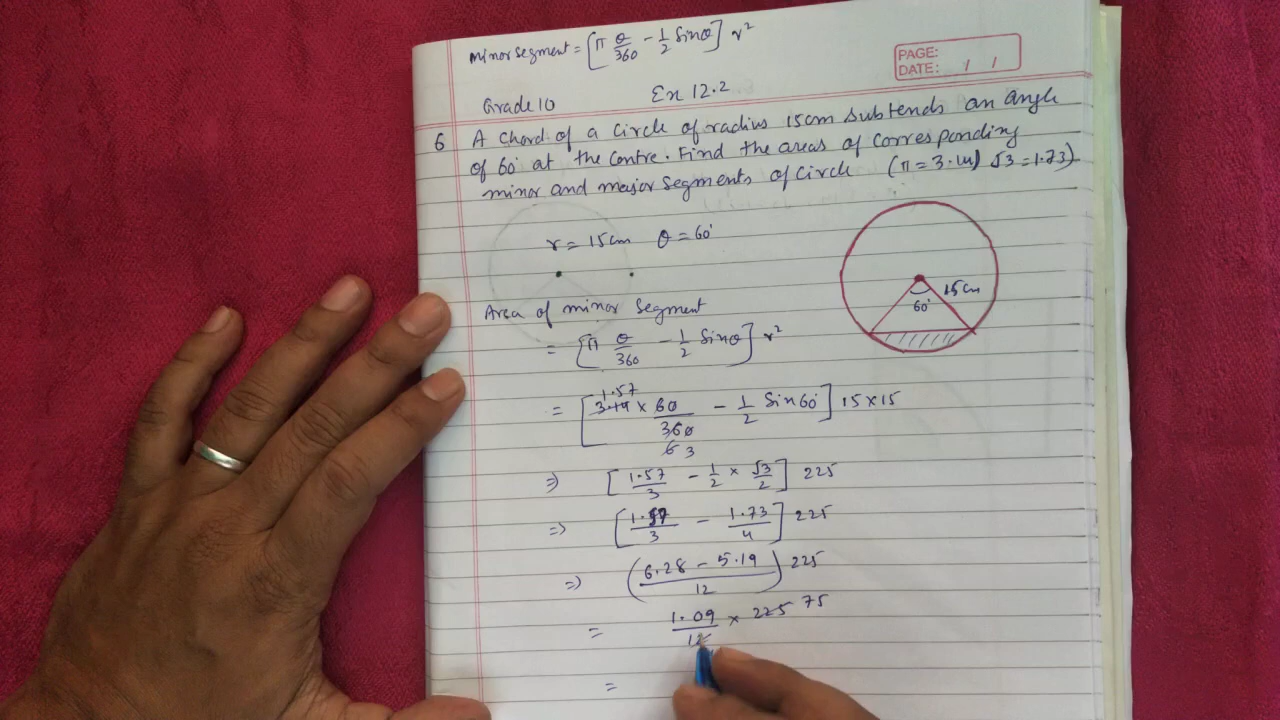 minor segment = [π θ/360 - 1/2 Sinθ] r²
PAGE:
DATE: / /
Grade 10 Ex 12.2
6 A chord of a circle of radius 15cm subtends an angle
of 60° at the centre. Find the areas of corresponding
minor and major segments of circle (π = 3.14) √3 = 1.73)
r = 15cm θ = 60°
15cm
60°
Area of minor segment
= [π θ/360 - 1/2 Sinθ] r²
1.57
= [3.14 × 60/360 - 1/2 Sin60°] 15×15
6 3
⇒ [1.57/3 - 1/2 × √3/2] 225
⇒ [1.57/3 - 1.73/4] 225
⇒ (6.28 - 5.19/12) 225
= 1.09/12 × 225 75
=